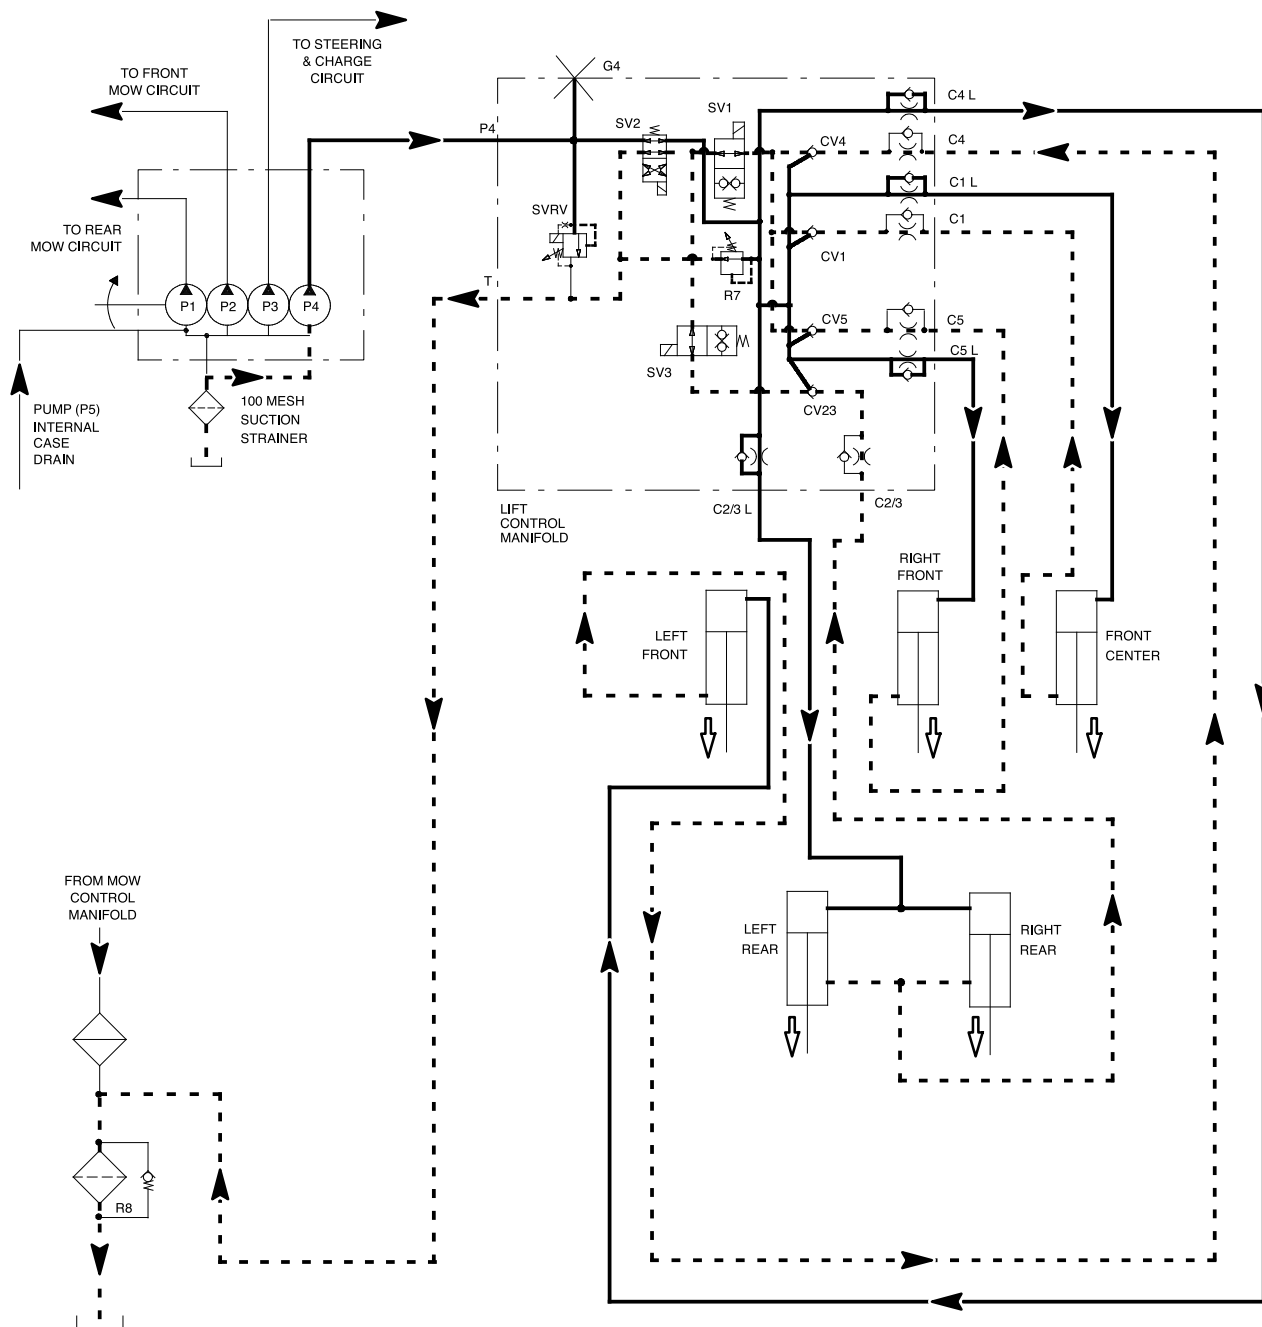 TO STEERING
& CHARGE
CIRCUIT
TO FRONT
MOW CIRCUIT
G4
SV1
C4 L
SV2
P4
CV4
C4
C1 L
SVRV
C1
TO REAR
MOW CIRCUIT
CV1
T
R7
P1
P2
P3
P4
CV5
C5
C5 L
SV3
CV23
PUMP (P5)
INTERNAL
CASE
DRAIN
100 MESH
SUCTION
STRAINER
LIFT
CONTROL
MANIFOLD
C2/3 L
C2/3
RIGHT
FRONT
LEFT
FRONT
FRONT
CENTER
FROM MOW
CONTROL
MANIFOLD
LEFT
REAR
RIGHT
REAR
R8